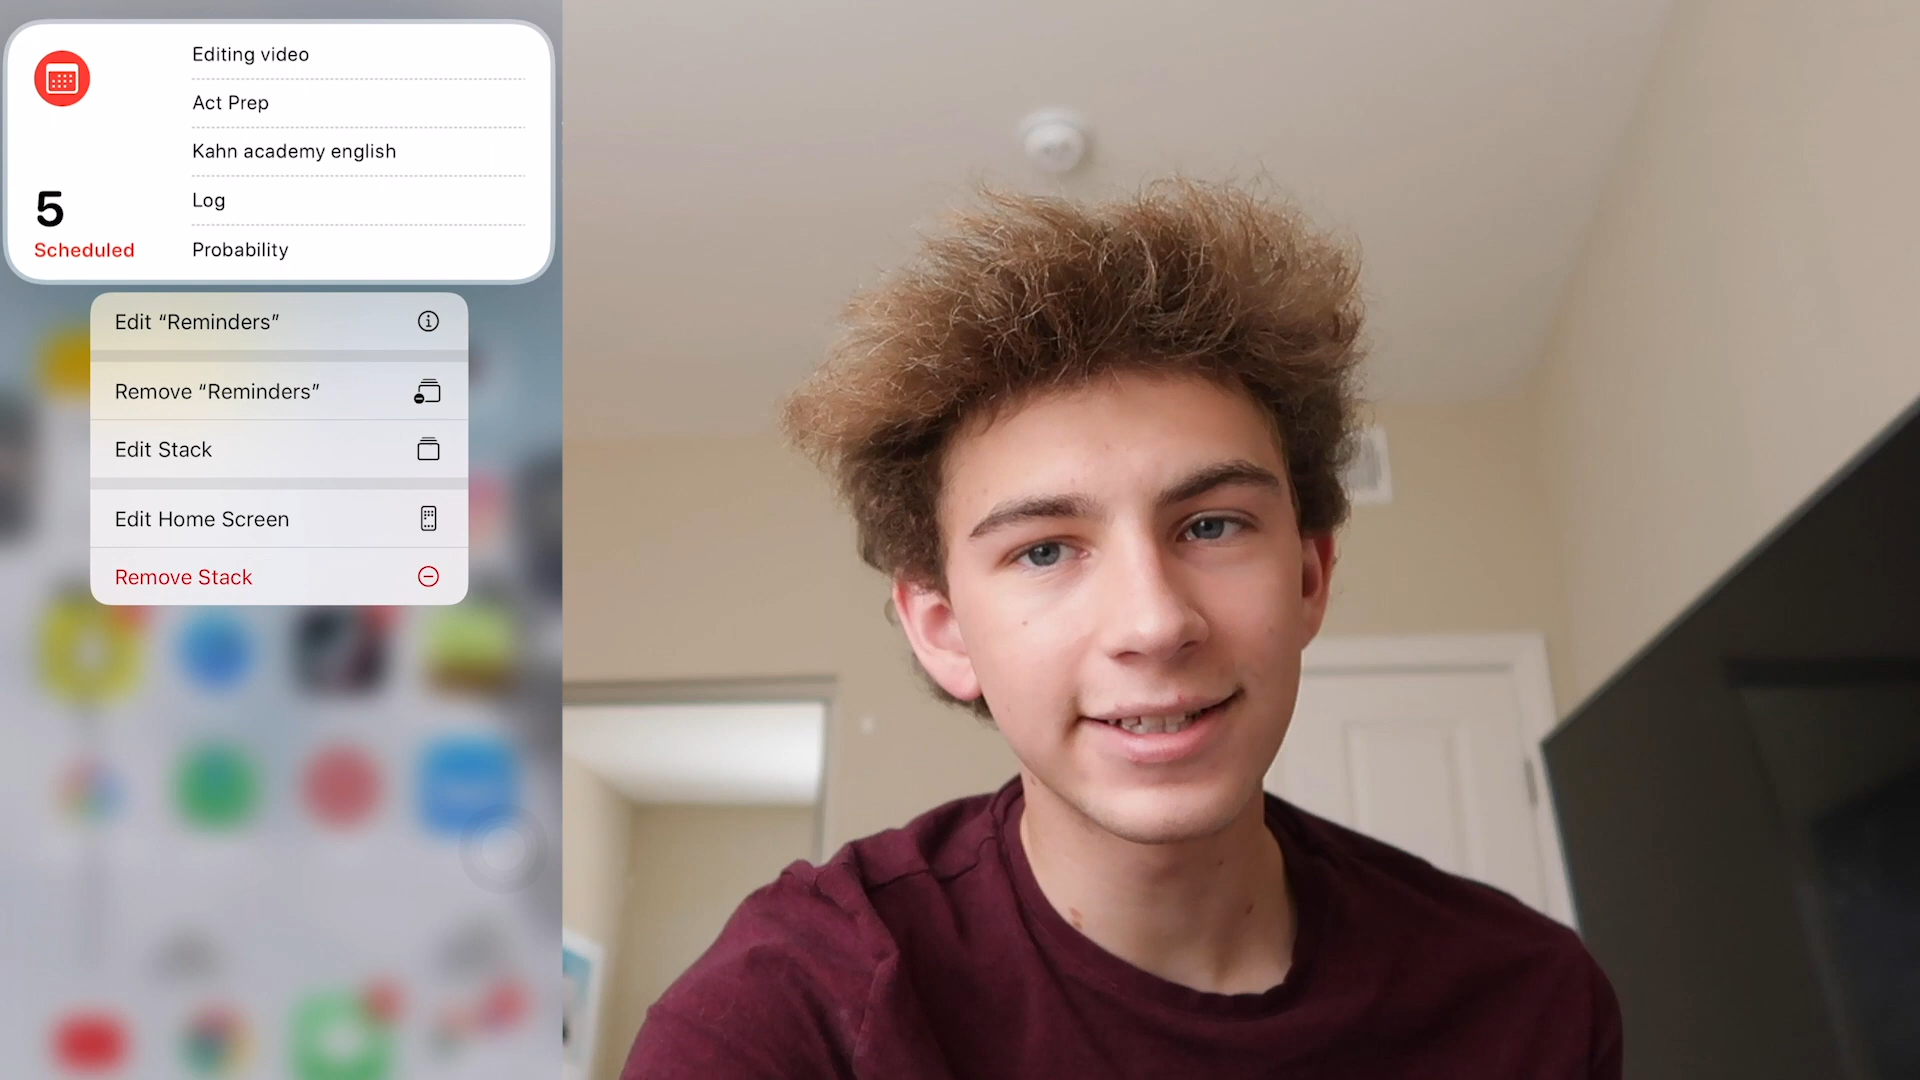 Editing video
Act Prep
Kahn academy english
Log
Probability
5
Scheduled
Edit “Reminders”
Remove “Reminders”
Edit Stack
Edit Home Screen
Remove Stack